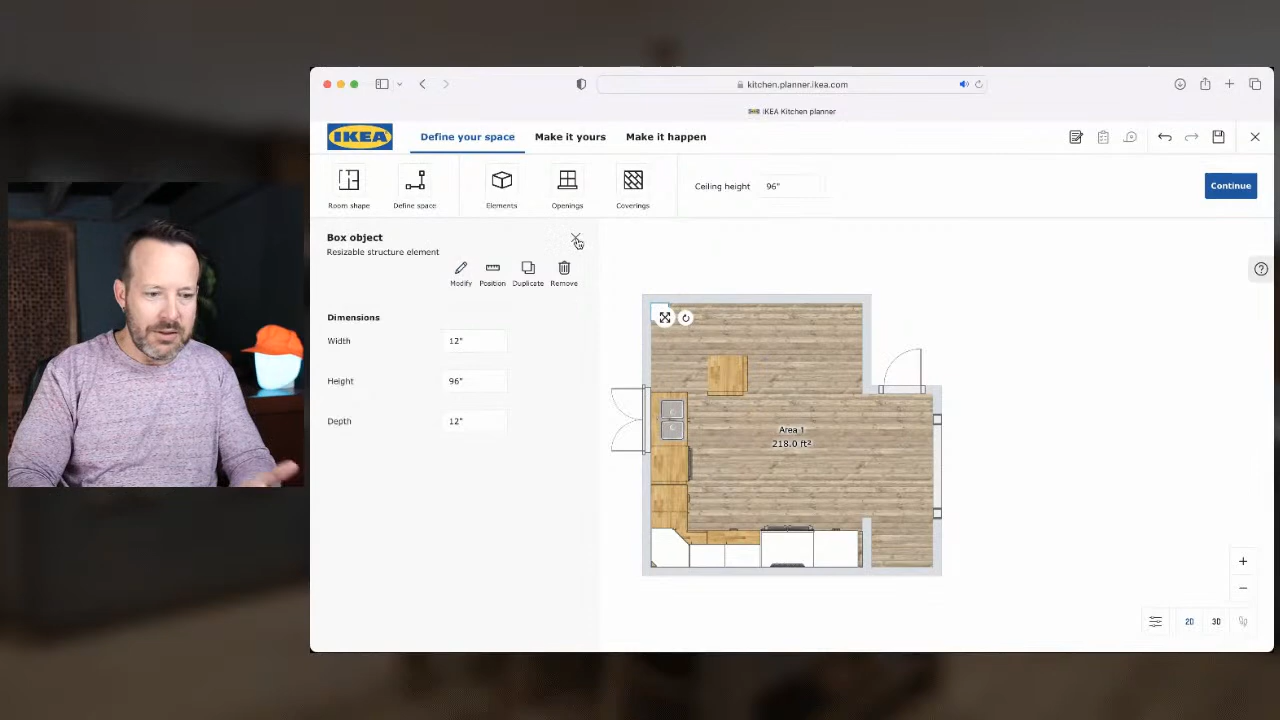 kitchen.planner.ikea.com
IKEA Kitchen planner
IKEA
Define your space
Make it yours
Make it happen
Room shape
Define space
Elements
Openings
Coverings
Ceiling height
96"
Continue
Box object
Resizable structure element
Modify
Position
Duplicate
Remove
Dimensions
Width
12"
Height
96"
Depth
12"
Area 1
218.0 ft²
2D
3D